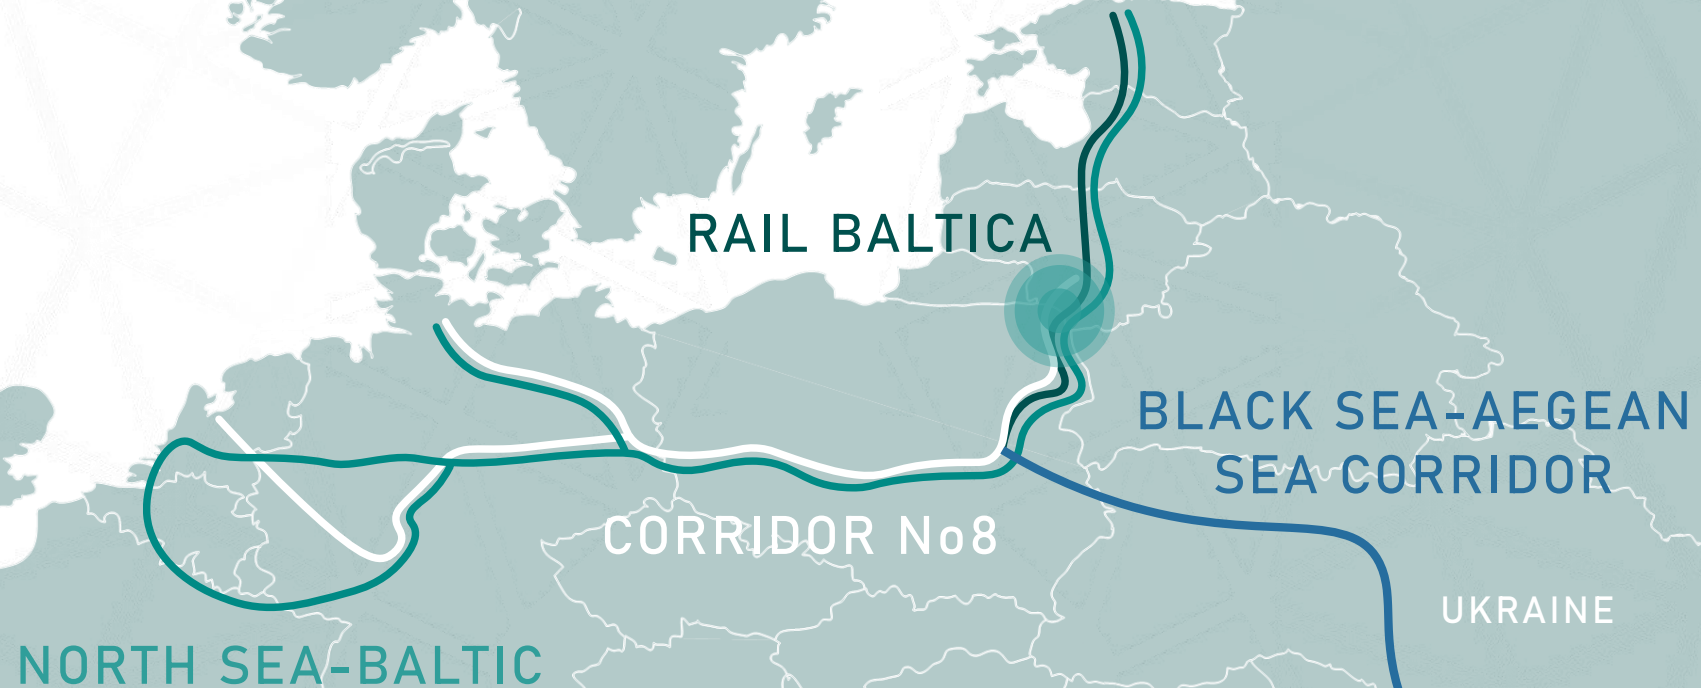 RAIL BALTICA
BLACK SEA-AEGEAN
SEA CORRIDOR
CORRIDOR No8
UKRAINE
NORTH SEA-BALTIC